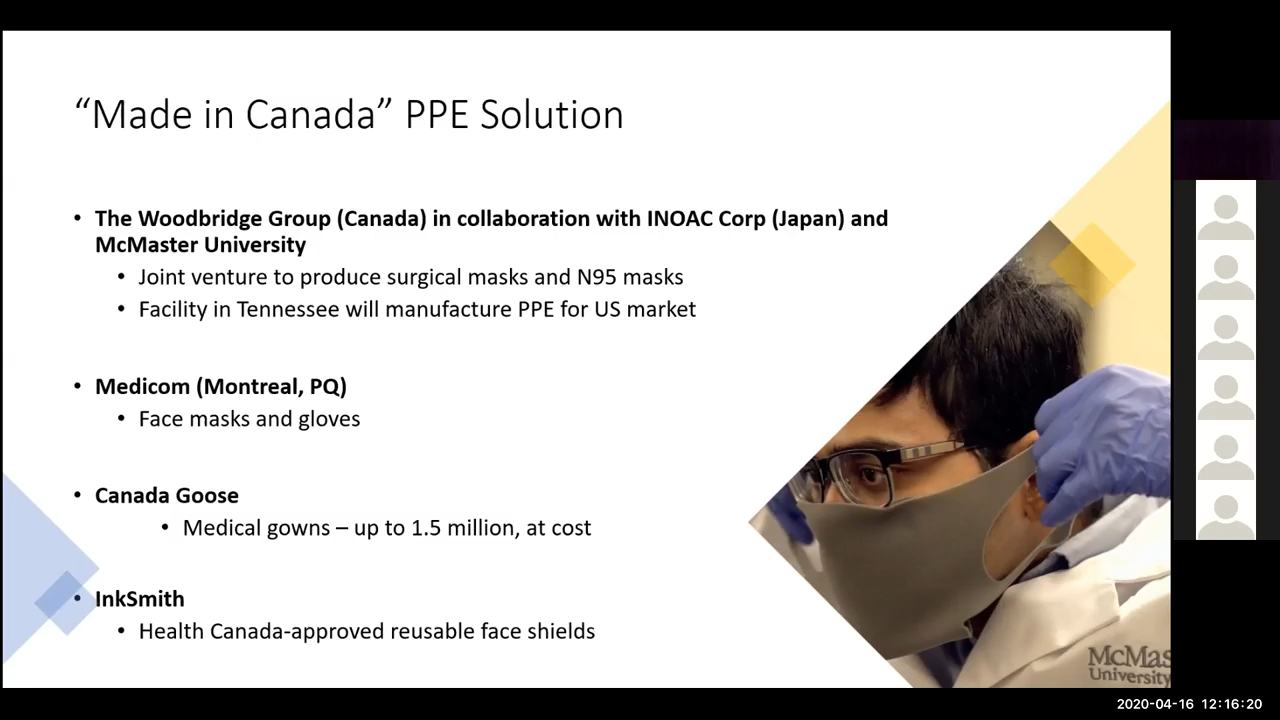 “Made in Canada” PPE Solution
• The Woodbridge Group (Canada) in collaboration with INOAC Corp (Japan) and
McMaster University
• Joint venture to produce surgical masks and N95 masks
• Facility in Tennessee will manufacture PPE for US market
• Medicom (Montreal, PQ)
• Face masks and gloves
• Canada Goose
• Medical gowns – up to 1.5 million, at cost
• InkSmith
• Health Canada-approved reusable face shields
McMas
University
2020-04-16 12:16:20